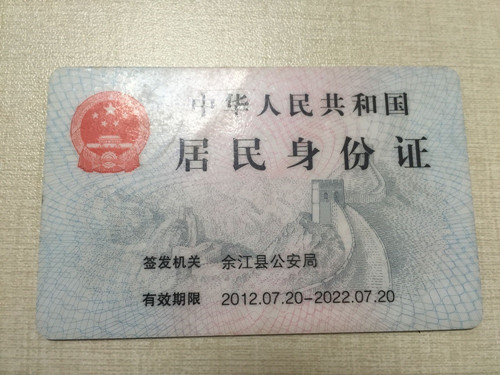 中华人民共和国
居民身份证
签发机关 余江县公安局
有效期限 2012.07.20-2022.07.20